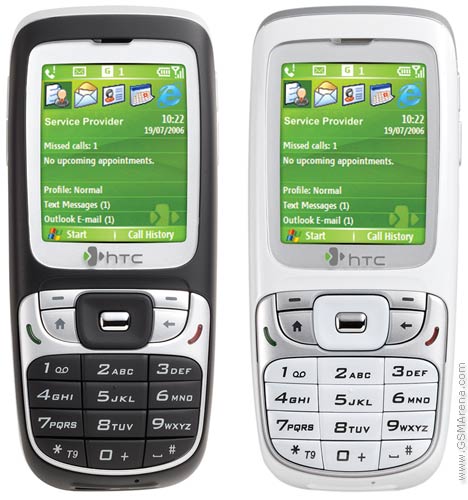 G 1
Service Provider 10:22
19/07/2006
Missed calls: 1
No upcoming appointments.
Profile: Normal
Text Messages (1)
Outlook E-mail (1)
Start Call History
hTC
1 2ABC 3DEF
4GHI 5JKL 6MNO
7PQRS 8TUV 9WXYZ
* T9 0+ #
G 1
Service Provider 10:22
19/07/2006
Missed calls: 1
No upcoming appointments.
Profile: Normal
Text Messages (1)
Outlook E-mail (1)
Start Call History
hTC
1 2ABC 3DEF
4GHI 5JKL 6MNO
7PQRS 8TUV 9WXYZ
* T9 0+ #
www.GSMArena.com